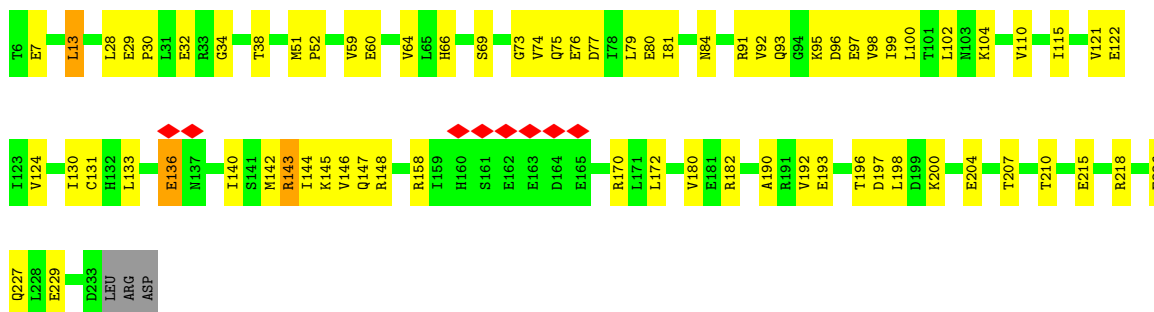 T6 E7 L13 L28 E29 P30 L31 E32 R33 G34 T38 M51 P52 V59 E60 V64 L65 H66 S69 G73 V74 Q75 E76 D77 I78 L79 E80 I81 N84 R91 V92 Q93 G94 K95 D96 E97 V98 I99 L100 T101 L102 N103 K104 V110 I115 V121 E122
I123 V124 I130 C131 H132 L133 E136 N137 I140 S141 M142 R143 I144 K145 V146 Q147 R148 R158 I159 H160 S161 E162 E163 D164 E165 R170 L171 L172 V180 E181 R182 A190 R191 V192 E193 T196 D197 L198 D199 K200 E204 T207 T210 E215 R218
Q227 L228 E229 D233 LEU ARG ASP